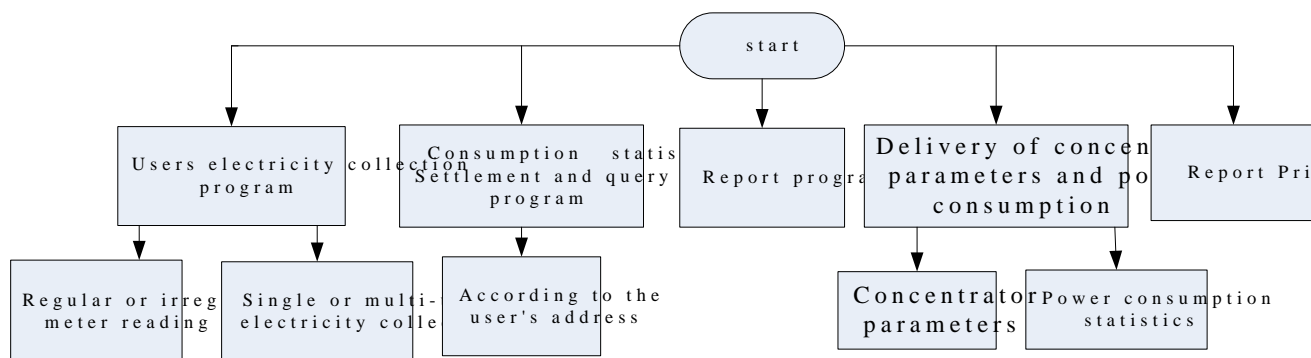 start
Users electricity collection
program
Consumption statis
Settlement and query
program
Report progra
Delivery of concen
parameters and po
consumption
Report Pri
Regular or irreg
meter reading
Single or multi-
electricity collec
According to the
user's address
Concentrator
parameters
Power consumption
statistics